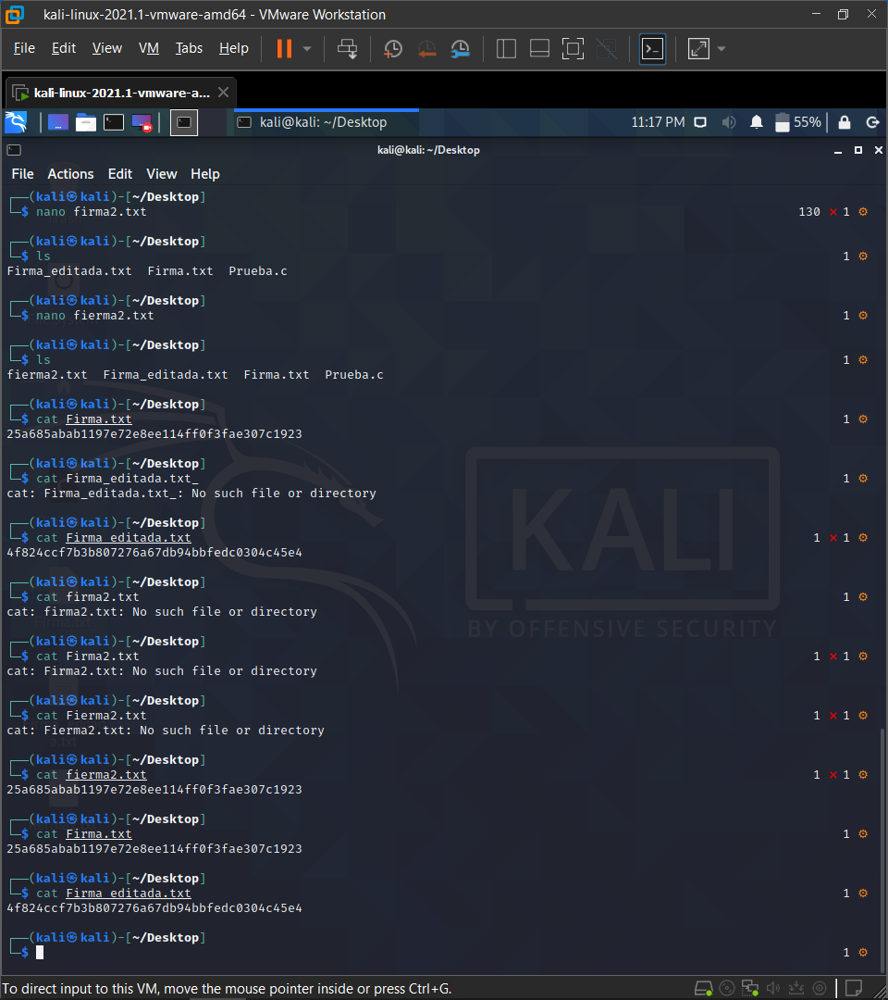 kali-linux-2021.1-vmware-amd64 - VMware Workstation
File Edit View VM Tabs Help
kali-linux-2021.1-vmware-a...
kali@kali: ~/Desktop 11:17 PM 55%
kali@kali: ~/Desktop
File Actions Edit View Help
(kali㉿kali)-[~/Desktop]
$ nano firma2.txt 130 ⨯ 1 ⚙
(kali㉿kali)-[~/Desktop]
$ ls 1 ⚙
Firma_editada.txt Firma.txt Prueba.c
(kali㉿kali)-[~/Desktop]
$ nano fierma2.txt 1 ⚙
(kali㉿kali)-[~/Desktop]
$ ls 1 ⚙
fierma2.txt Firma_editada.txt Firma.txt Prueba.c
(kali㉿kali)-[~/Desktop]
$ cat Firma.txt 1 ⚙
25a685abab1197e72e8ee114ff0f3fae307c1923
(kali㉿kali)-[~/Desktop]
$ cat Firma_editada.txt_ 1 ⚙
cat: Firma_editada.txt_: No such file or directory
(kali㉿kali)-[~/Desktop]
$ cat Firma_editada.txt 1 ⨯ 1 ⚙
4f824ccf7b3b807276a67db94bbfedc0304c45e4
(kali㉿kali)-[~/Desktop]
$ cat firma2.txt 1 ⚙
cat: firma2.txt: No such file or directory
(kali㉿kali)-[~/Desktop]
$ cat Firma2.txt 1 ⨯ 1 ⚙
cat: Firma2.txt: No such file or directory
(kali㉿kali)-[~/Desktop]
$ cat Fierma2.txt 1 ⨯ 1 ⚙
cat: Fierma2.txt: No such file or directory
(kali㉿kali)-[~/Desktop]
$ cat fierma2.txt 1 ⨯ 1 ⚙
25a685abab1197e72e8ee114ff0f3fae307c1923
(kali㉿kali)-[~/Desktop]
$ cat Firma.txt 1 ⚙
25a685abab1197e72e8ee114ff0f3fae307c1923
(kali㉿kali)-[~/Desktop]
$ cat Firma_editada.txt 1 ⚙
4f824ccf7b3b807276a67db94bbfedc0304c45e4
(kali㉿kali)-[~/Desktop]
$ 1 ⚙
KALI
BY OFFENSIVE SECURITY
To direct input to this VM, move the mouse pointer inside or press Ctrl+G.